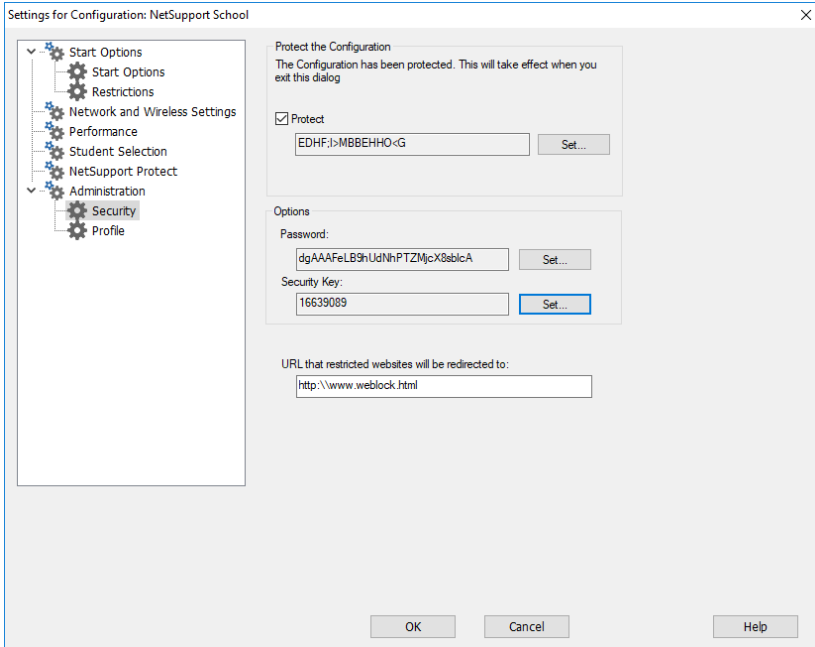 Settings for Configuration: NetSupport School
Start Options
Start Options
Restrictions
Network and Wireless Settings
Performance
Student Selection
NetSupport Protect
Administration
Security
Profile
Protect the Configuration
The Configuration has been protected. This will take effect when you
exit this dialog
Protect
EDHF;I>MBBEHHO<G
Set...
Options
Password:
dgAAAFeLB9hUdNhPTZMjcX8sblcA
Set...
Security Key:
16639089
Set...
URL that restricted websites will be redirected to:
http:\\www.weblock.html
OK
Cancel
Help